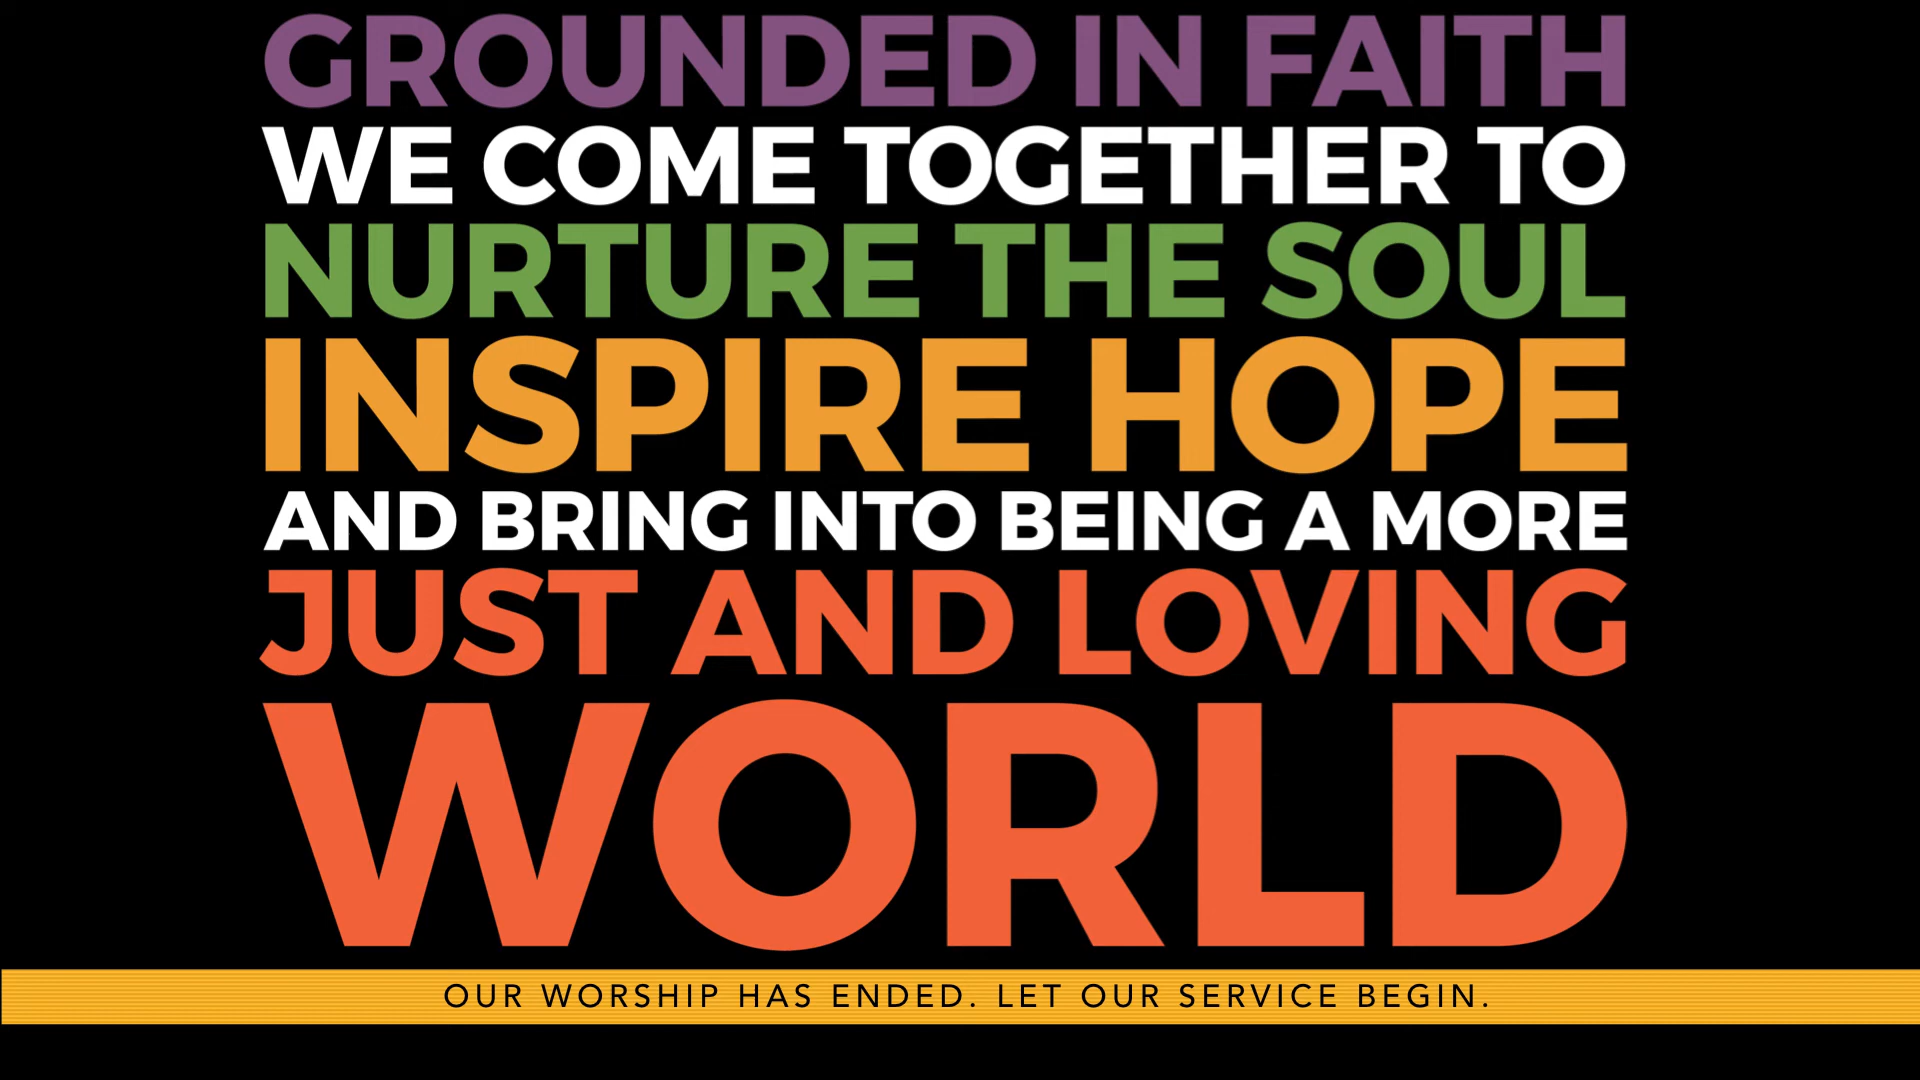 GROUNDED IN FAITH
WE COME TOGETHER TO
NURTURE THE SOUL
INSPIRE HOPE
AND BRING INTO BEING A MORE
JUST AND LOVING
WORLD
OUR WORSHIP HAS ENDED. LET OUR SERVICE BEGIN.